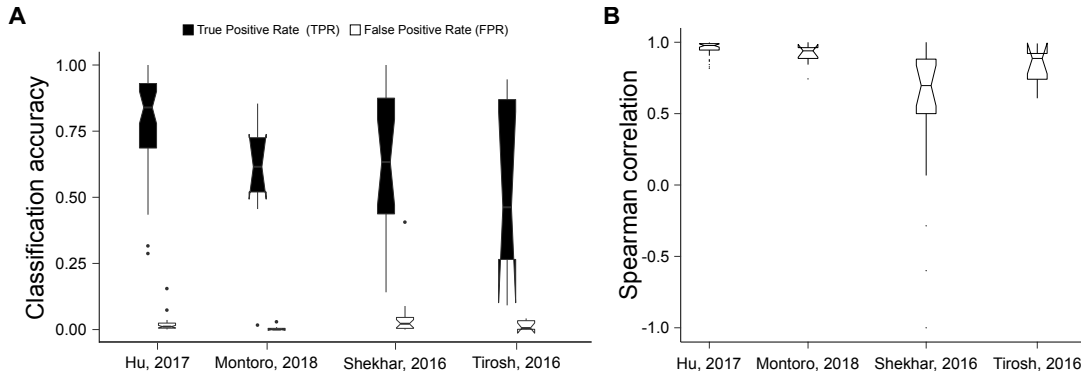 A
True Positive Rate (TPR) False Positive Rate (FPR)
Classification accuracy
1.00
0.75
0.50
0.25
0.00
Hu, 2017 Montoro, 2018 Shekhar, 2016 Tirosh, 2016
B
Spearman correlation
1.0
0.5
0.0
-0.5
-1.0
Hu, 2017 Montoro, 2018 Shekhar, 2016 Tirosh, 2016